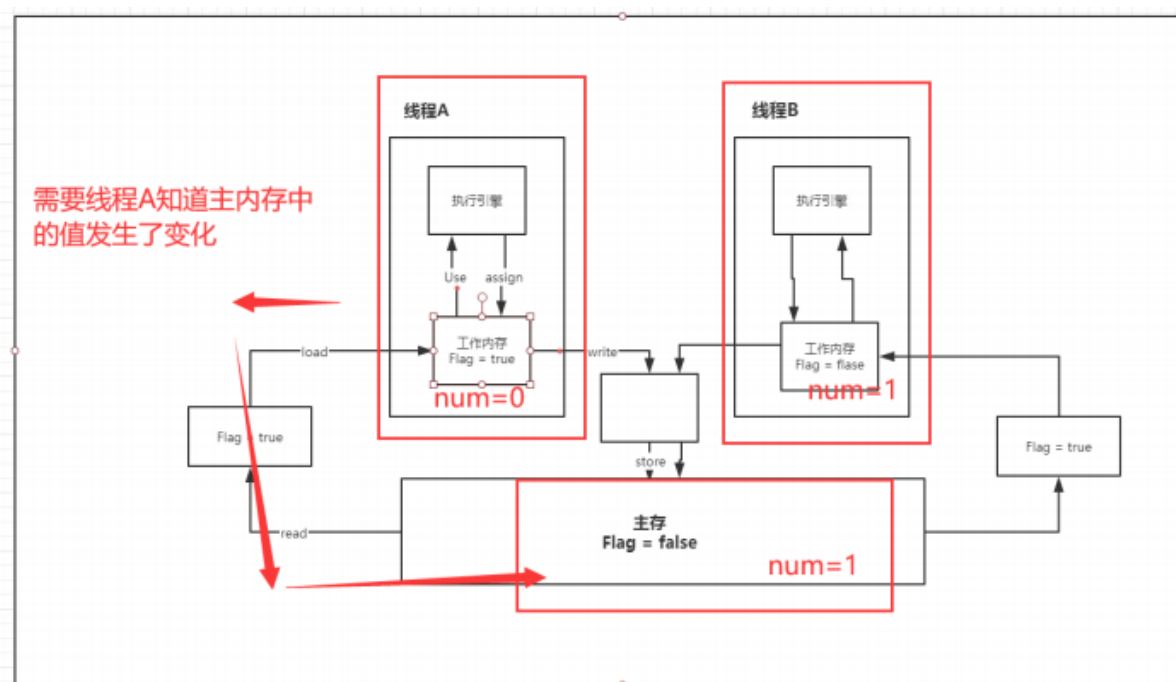 线程A
线程B
需要线程A知道主内存中
的值发生了变化
执行引擎
执行引擎
Use
assign
工作内存
Flag = true
工作内存
Flag = flase
load
write
num=0
num=1
Flag = true
Flag = true
store
read
主存
Flag = false
num=1